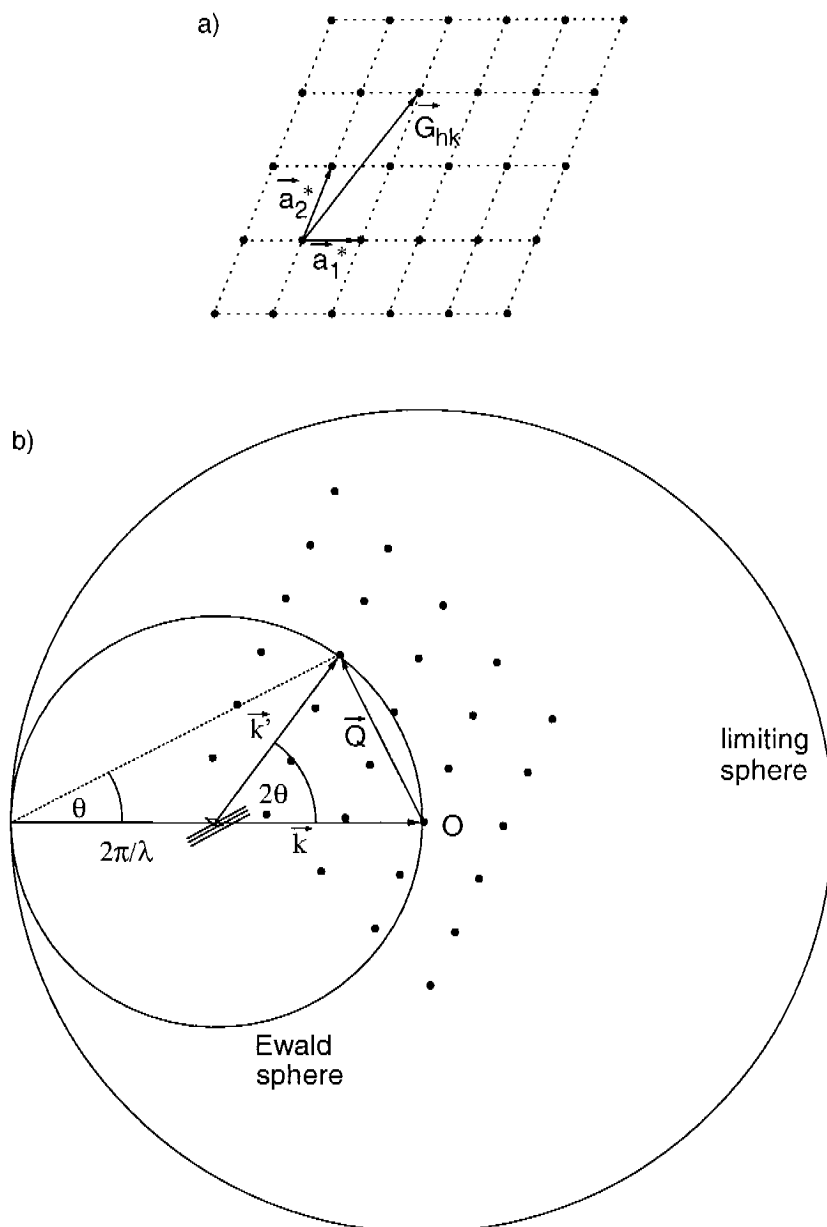 a)
G⃗hk
a⃗2*
a⃗1*
b)
k⃗’
Q⃗
limiting
sphere
θ
2θ
O
2π/λ
k⃗
Ewald
sphere